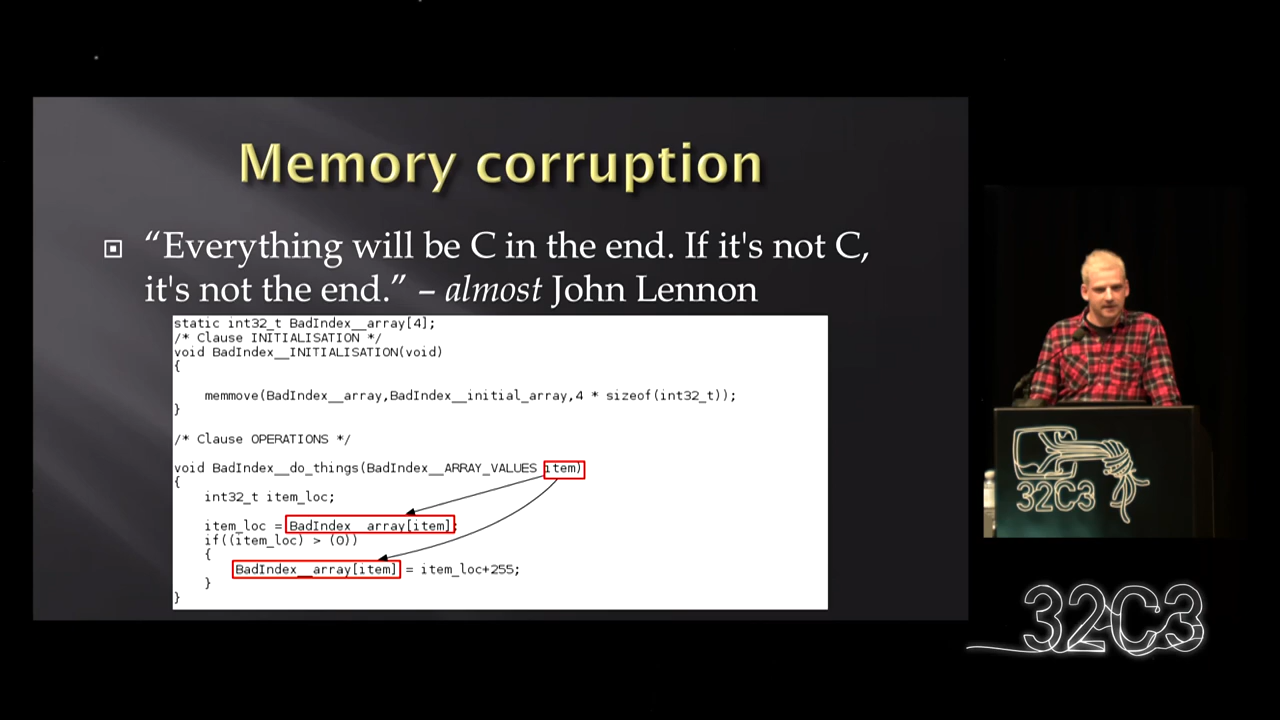 Memory corruption
“Everything will be C in the end. If it's not C,
it's not the end.” – almost John Lennon
static int32_t BadIndex__array[4];
/* Clause INITIALISATION */
void BadIndex__INITIALISATION(void)
{
memmove(BadIndex__array,BadIndex__initial_array,4 * sizeof(int32_t));
}
/* Clause OPERATIONS */
void BadIndex__do_things(BadIndex__ARRAY_VALUES item)
{
int32_t item_loc;
item_loc = BadIndex__array[item];
if((item_loc) > (0))
{
BadIndex__array[item] = item_loc+255;
}
}
32C3
32C3